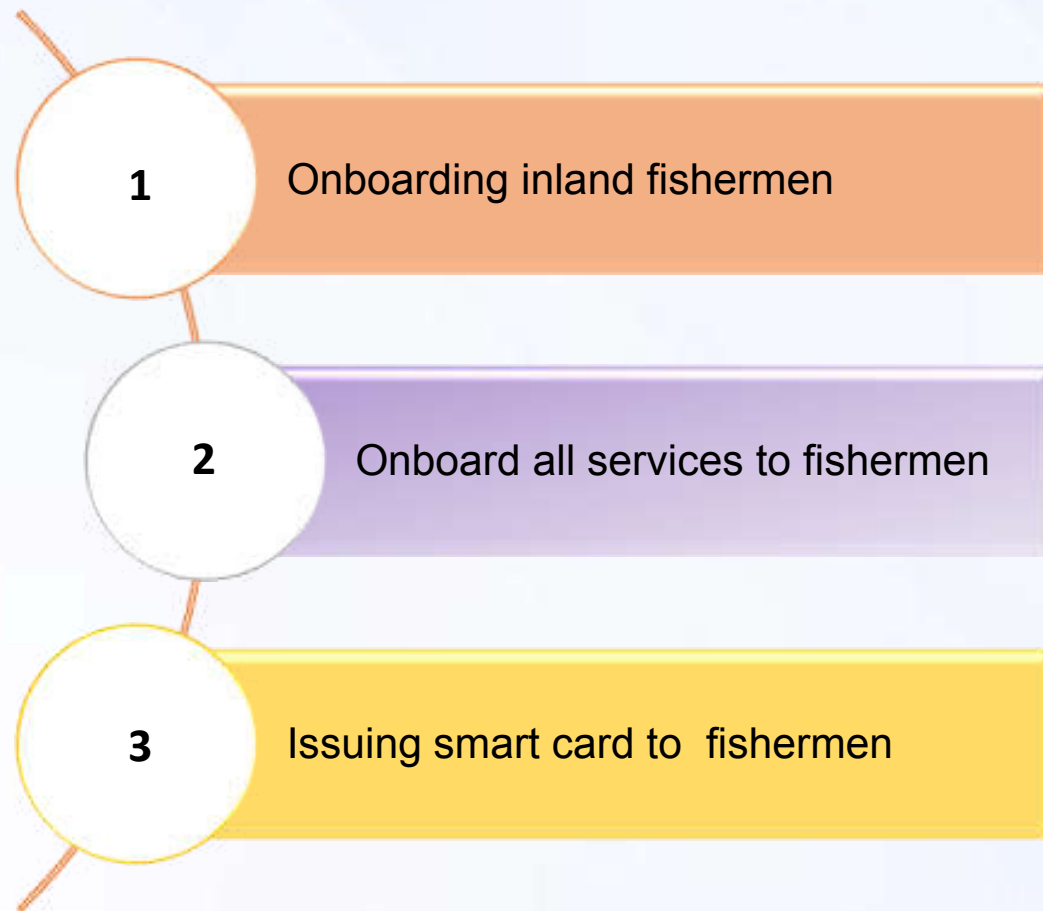 1
Onboarding inland fishermen
2
Onboard all services to fishermen
3
Issuing smart card to  fishermen